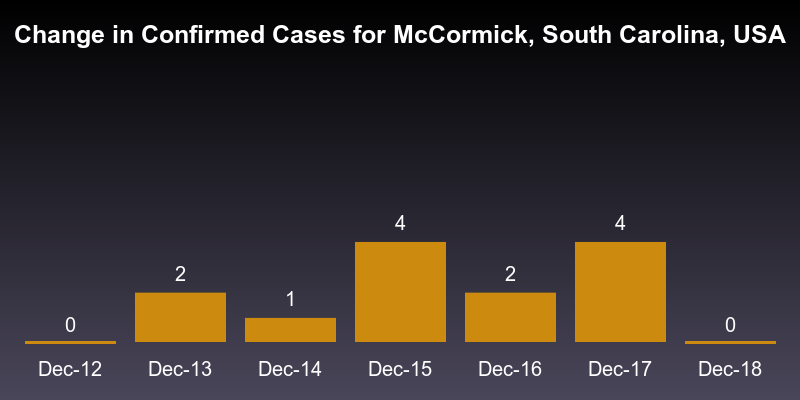 Change in Confirmed Cases for McCormick, South Carolina, USA
0 2 1 4 2 4 0
Dec-12 Dec-13 Dec-14 Dec-15 Dec-16 Dec-17 Dec-18